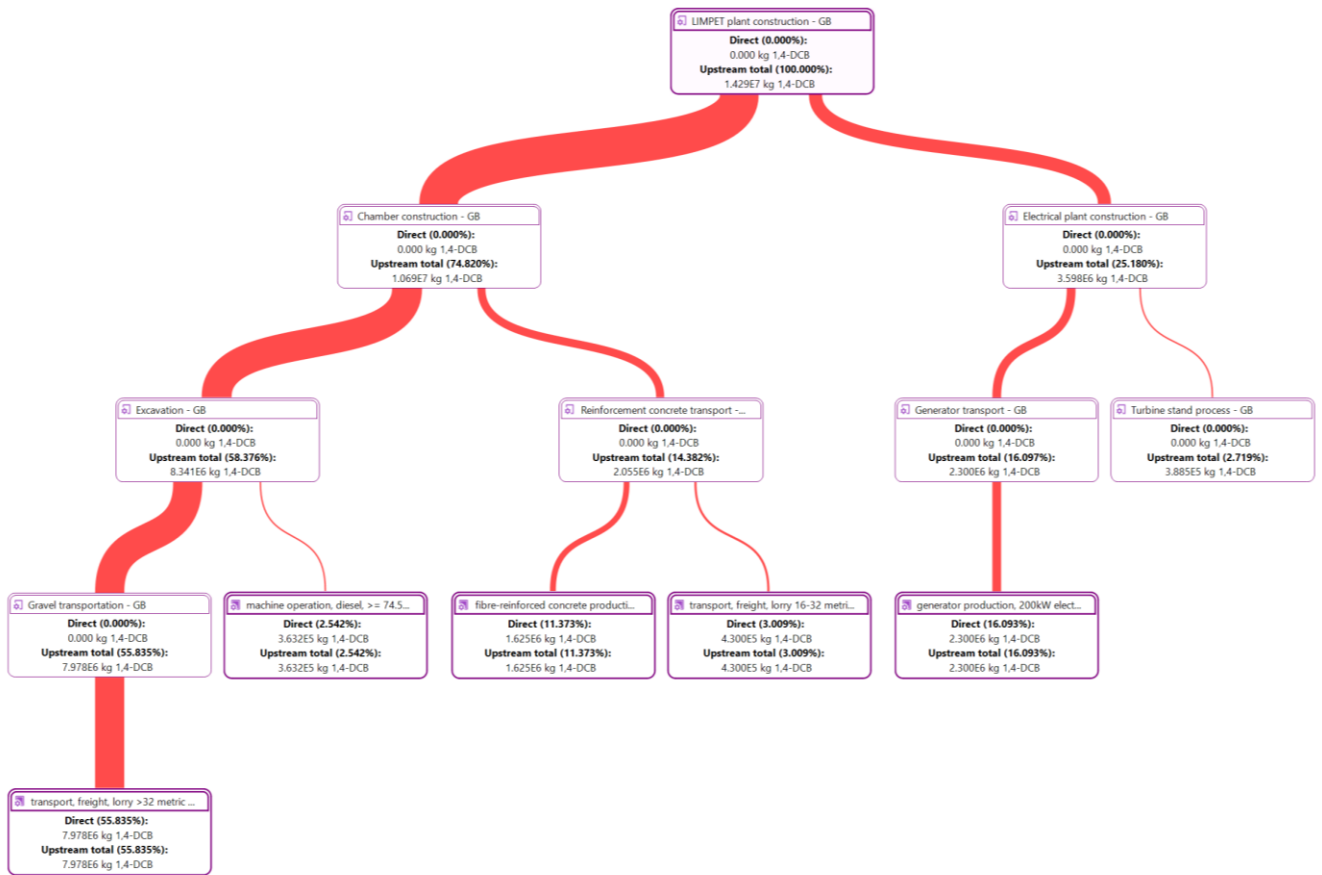 LIMPET plant construction - GB
Direct (0.000%):
0.000 kg 1,4-DCB
Upstream total (100.000%):
1.429E7 kg 1,4-DCB
Chamber construction - GB
Direct (0.000%):
0.000 kg 1,4-DCB
Upstream total (74.820%):
1.069E7 kg 1,4-DCB
Electrical plant construction - GB
Direct (0.000%):
0.000 kg 1,4-DCB
Upstream total (25.180%):
3.598E6 kg 1,4-DCB
Excavation - GB
Direct (0.000%):
0.000 kg 1,4-DCB
Upstream total (58.376%):
8.341E6 kg 1,4-DCB
Reinforcement concrete transport -...
Direct (0.000%):
0.000 kg 1,4-DCB
Upstream total (14.382%):
2.055E6 kg 1,4-DCB
Generator transport - GB
Direct (0.000%):
0.000 kg 1,4-DCB
Upstream total (16.097%):
2.300E6 kg 1,4-DCB
Turbine stand process - GB
Direct (0.000%):
0.000 kg 1,4-DCB
Upstream total (2.719%):
3.885E5 kg 1,4-DCB
Gravel transportation - GB
Direct (0.000%):
0.000 kg 1,4-DCB
Upstream total (55.835%):
7.978E6 kg 1,4-DCB
machine operation, diesel, >= 74.5...
Direct (2.542%):
3.632E5 kg 1,4-DCB
Upstream total (2.542%):
3.632E5 kg 1,4-DCB
fibre-reinforced concrete producti...
Direct (11.373%):
1.625E6 kg 1,4-DCB
Upstream total (11.373%):
1.625E6 kg 1,4-DCB
transport, freight, lorry 16-32 metri...
Direct (3.009%):
4.300E5 kg 1,4-DCB
Upstream total (3.009%):
4.300E5 kg 1,4-DCB
generator production, 200kW elect...
Direct (16.093%):
2.300E6 kg 1,4-DCB
Upstream total (16.093%):
2.300E6 kg 1,4-DCB
transport, freight, lorry >32 metric ...
Direct (55.835%):
7.978E6 kg 1,4-DCB
Upstream total (55.835%):
7.978E6 kg 1,4-DCB